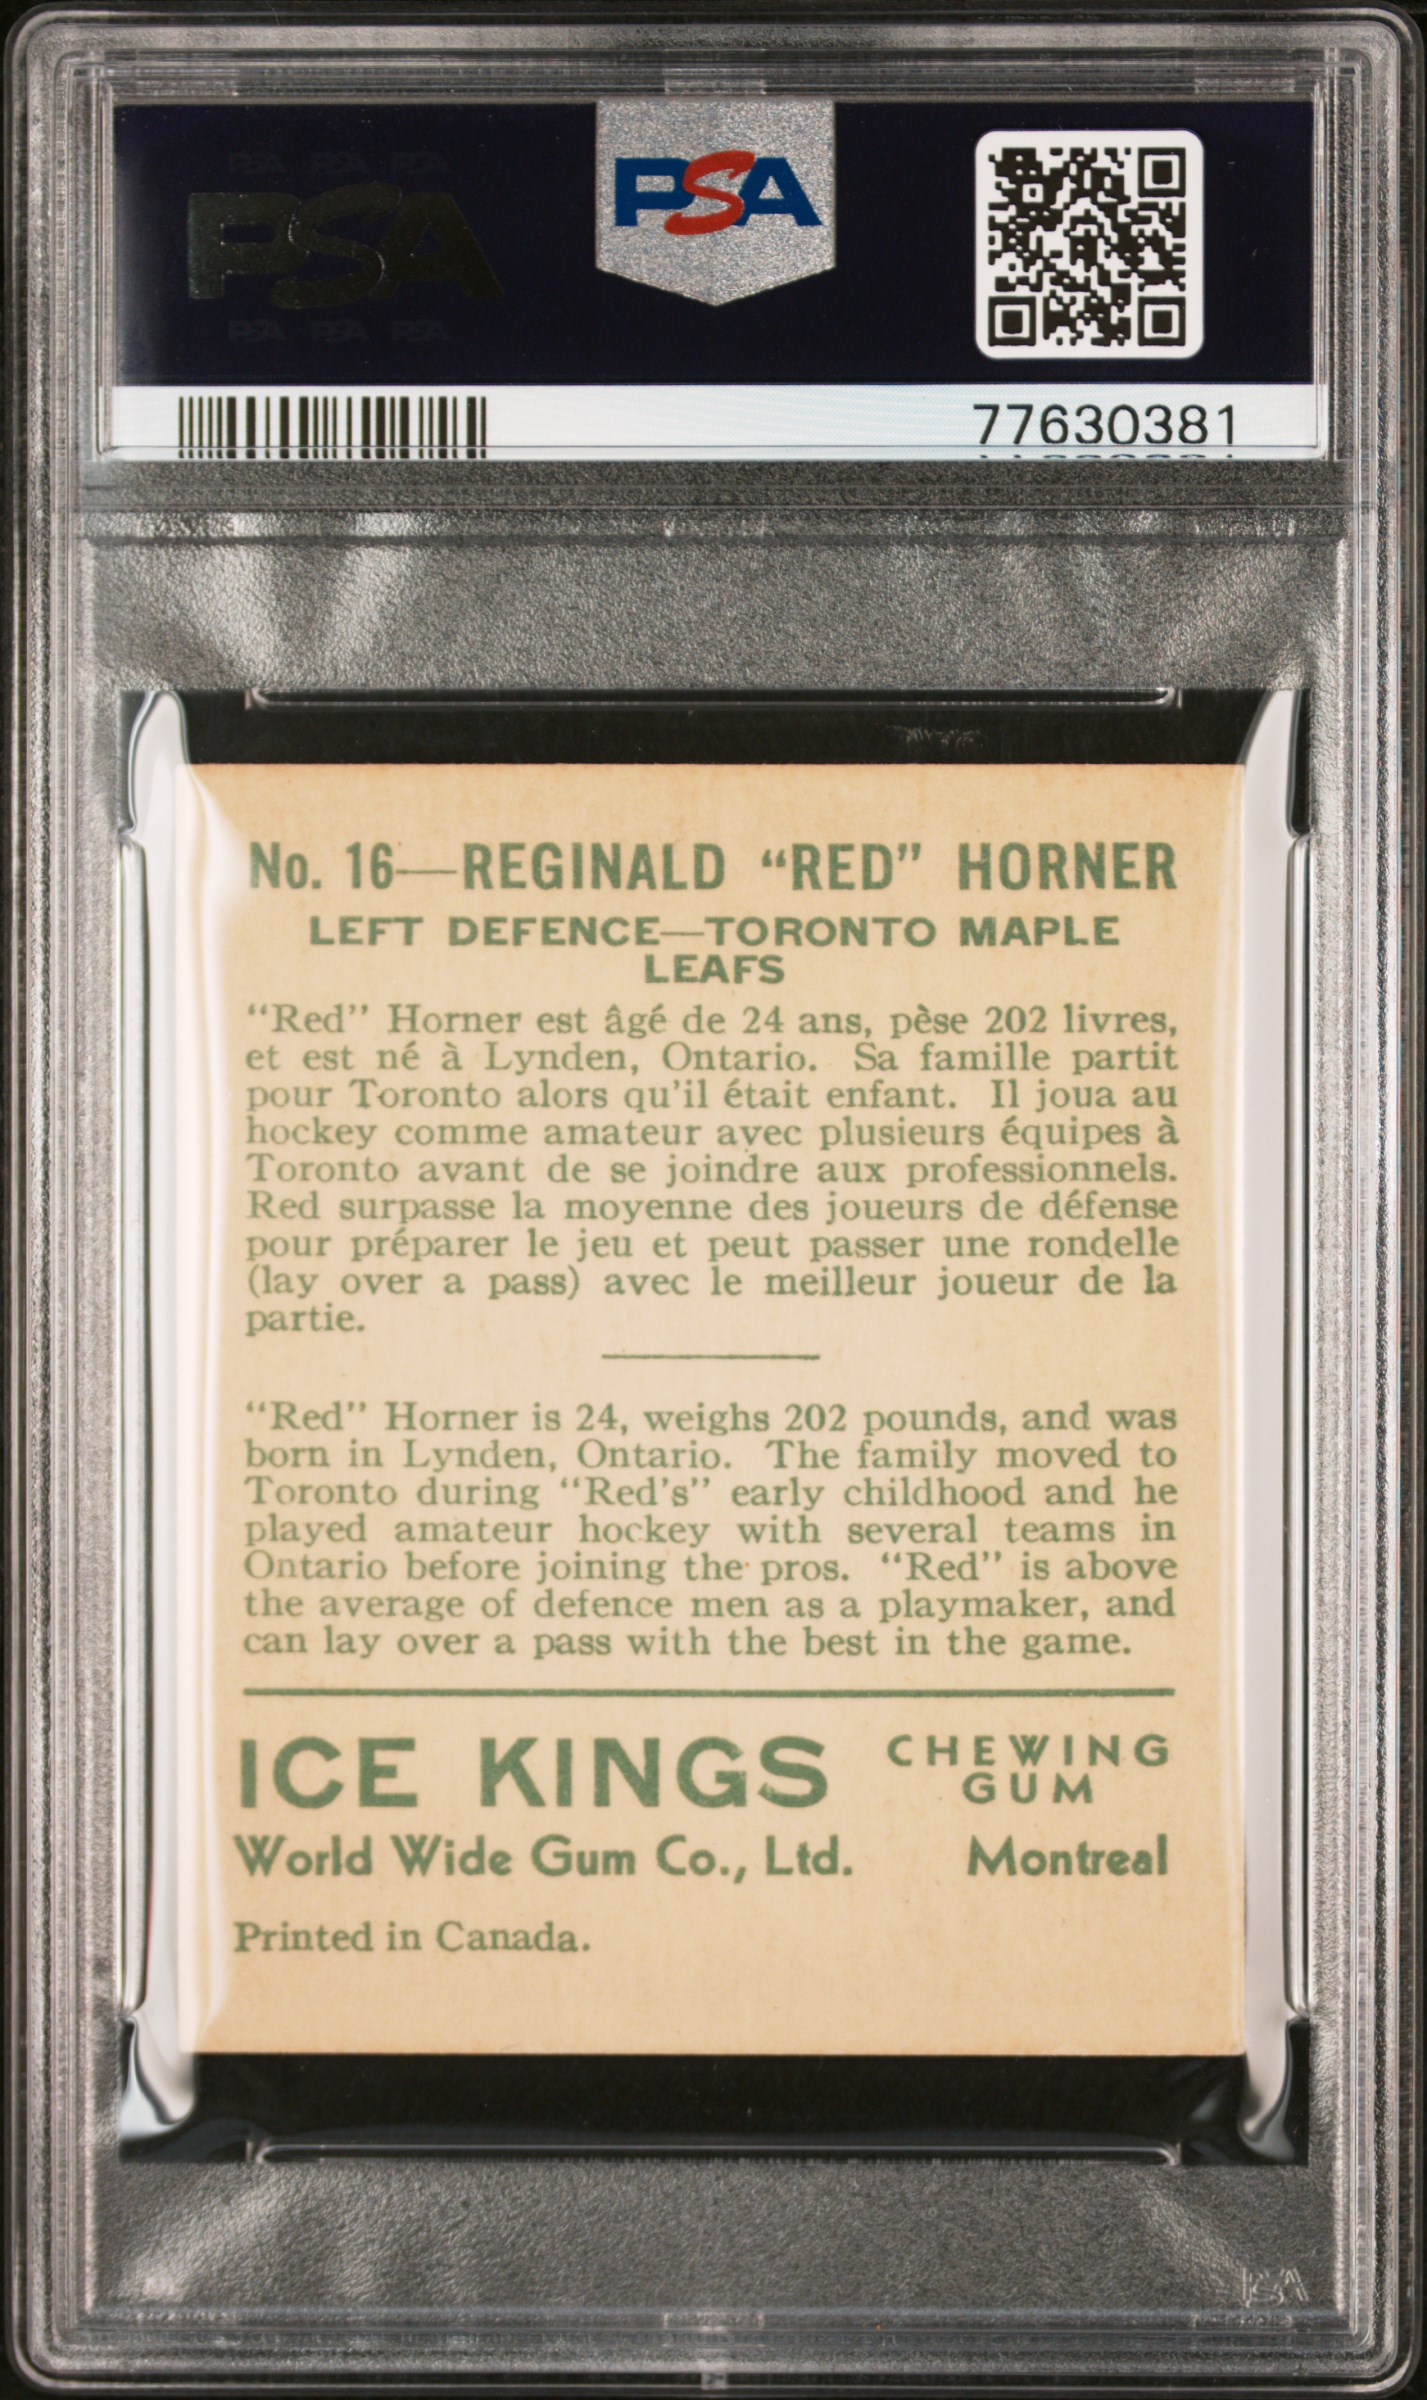 PSA PSA PSA
PSA
PSA PSA PSA
PSA
77630381
No. 16—REGINALD “RED” HORNER
LEFT DEFENCE—TORONTO MAPLE
LEAFS
“Red” Horner est âgé de 24 ans, pèse 202 livres,
et est né à Lynden, Ontario. Sa famille partit
pour Toronto alors qu'il était enfant. Il joua au
hockey comme amateur avec plusieurs équipes à
Toronto avant de se joindre aux professionnels.
Red surpasse la moyenne des joueurs de défense
pour préparer le jeu et peut passer une rondelle
(lay over a pass) avec le meilleur joueur de la
partie.
“Red” Horner is 24, weighs 202 pounds, and was
born in Lynden, Ontario. The family moved to
Toronto during “Red's” early childhood and he
played amateur hockey with several teams in
Ontario before joining the pros. “Red” is above
the average of defence men as a playmaker, and
can lay over a pass with the best in the game.
ICE KINGS CHEWING
GUM
World Wide Gum Co., Ltd. Montreal
Printed in Canada.
PSA